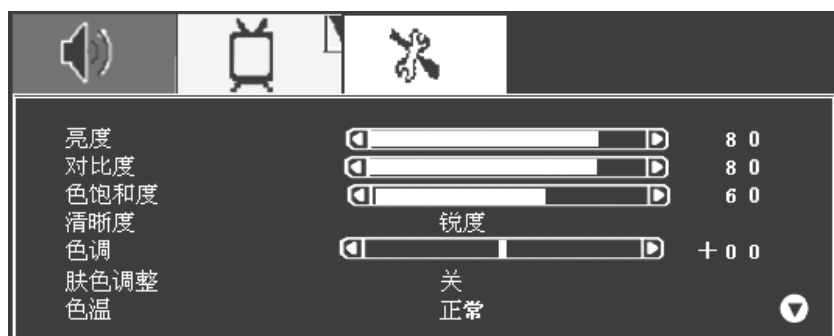 亮度 80
对比度 80
色饱和度 60
清晰度 锐度
色调 +00
肤色调整 关
色温 正常